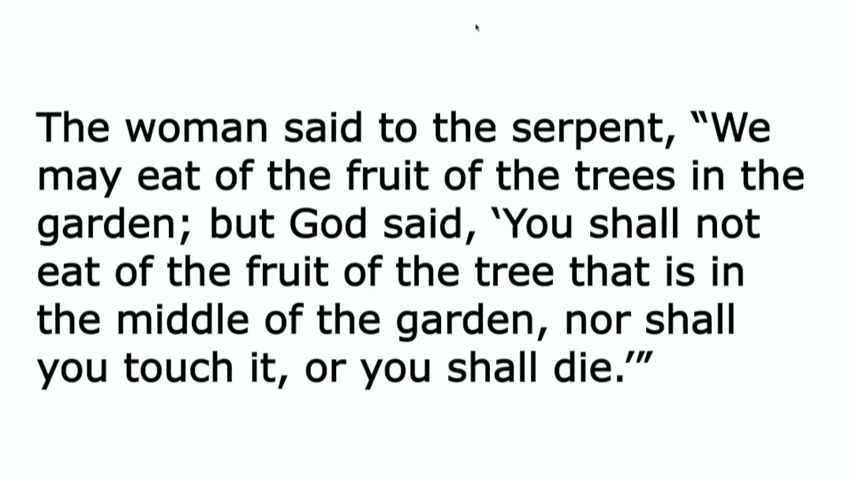 The woman said to the serpent, “We
may eat of the fruit of the trees in the
garden; but God said, ‘You shall not
eat of the fruit of the tree that is in
the middle of the garden, nor shall
you touch it, or you shall die.’”